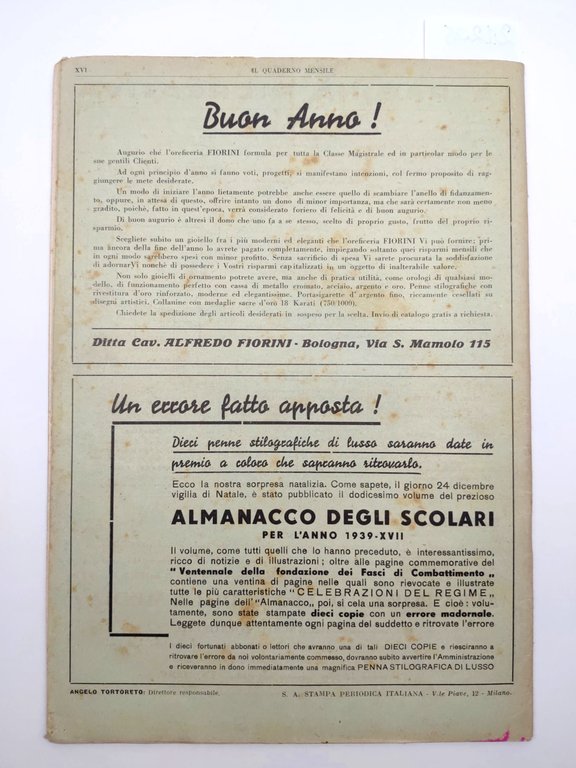 XVI
IL QUADERNO MENSILE
Buon Anno !
Augurio che l'oreficeria FIORINI formula per tutta la Classe Magistrale ed in particolar modo per le
sue gentili Clienti.
Ad ogni principio d'anno si fanno voti, progetti, si manifestano intenzioni, col fermo proposito di rag-
giungere le mete desiderate.
Un modo di iniziare l'anno lietamente potrebbe anche essere quello di scambiare l'anello di fidanzamen-
to, oppure, in attesa di questo, offrire intanto un dono di minor importanza, ma che sarà certamente non meno
gradito, poichè, fatto in quest'epoca, verrà considerato foriero di felicità e di buon augurio.
Di buon augurio è altresì il dono che uno fa a se stesso, scelto di proprio gusto, frutto del proprio ri-
sparmio.
Scegliete subito un gioiello fra i più moderni ed eleganti che l'oreficeria FIORINI Vi può fornire; pri-
ma ancora della fine dell'anno lo avrete pagato completamente, impiegando soltanto quei risparmi mensili che
in ogni modo sarebbero spesi con minor profitto. Senza sacrificio di spesa Vi sarete procurata la soddisfazione
di adornarVi nonchè di possedere i Vostri risparmi capitalizzati in un oggetto di inalterabile valore.
Non solo gioielli di ornamento potrete avere, ma anche di pratica utilità, come orologi di qualsiasi mo-
dello, di funzionamento perfetto con cassa di metallo cromato, acciaio, argento e oro. Penne stilografiche con
rivestitura d'oro rinforzato, moderne ed elegantissime. Portasigarette d'argento fino, riccamente cesellati su
disegni artistici. Collanine con medaglie sacre d'oro 18 Karati (750/1009).
Chiedete la spedizione degli articoli desiderati in sospeso per la scelta. Invio di catalogo gratis a richiesta.
Ditta Cav. ALFREDO FIORINI - Bologna, Via S. Mamolo 115
Un errore fatto apposta !
Dieci penne stilografiche di lusso saranno date in
premio a coloro che sapranno ritrovarlo.
Ecco la nostra sorpresa natalizia. Come sapete, il giorno 24 dicembre
vigilia di Natale, è stato pubblicato il dodicesimo volume del prezioso
ALMANACCO DEGLI SCOLARI
PER L'ANNO 1939-XVII
Il volume, come tutti quelli che lo hanno preceduto, è interessantissimo,
ricco di notizie e di illustrazioni ; oltre alle pagine commemorative del
"Ventennale della fondazione dei Fasci di Combattimento„
contiene una ventina di pagine nelle quali sono rievocate e illustrate
tutte le più caratteristiche "CELEBRAZIONI DEL REGIME„
Nelle pagine dell'"Almanacco„ poi, si cela una sorpresa. E cioè: volu-
tamente, sono state stampate dieci copie con un errore madornale.
Leggete dunque attentamente ogni pagina del suddetto e ritrovate l'errore
I dieci fortunati abbonati o lettori che avranno una di tali DIECI COPIE e riesciranno a
ritrovare l'errore da noi volontariamente commesso, dovranno subito avvertire l'Amministrazione
e riceveranno in dono immediatamente una magnifica PENNA STILOGRAFICA DI LUSSO
ANGELO TORTORETO: Direttore responsabile.
S. A. STAMPA PERIODICA ITALIANA - V.le Piave, 12 - Milano.